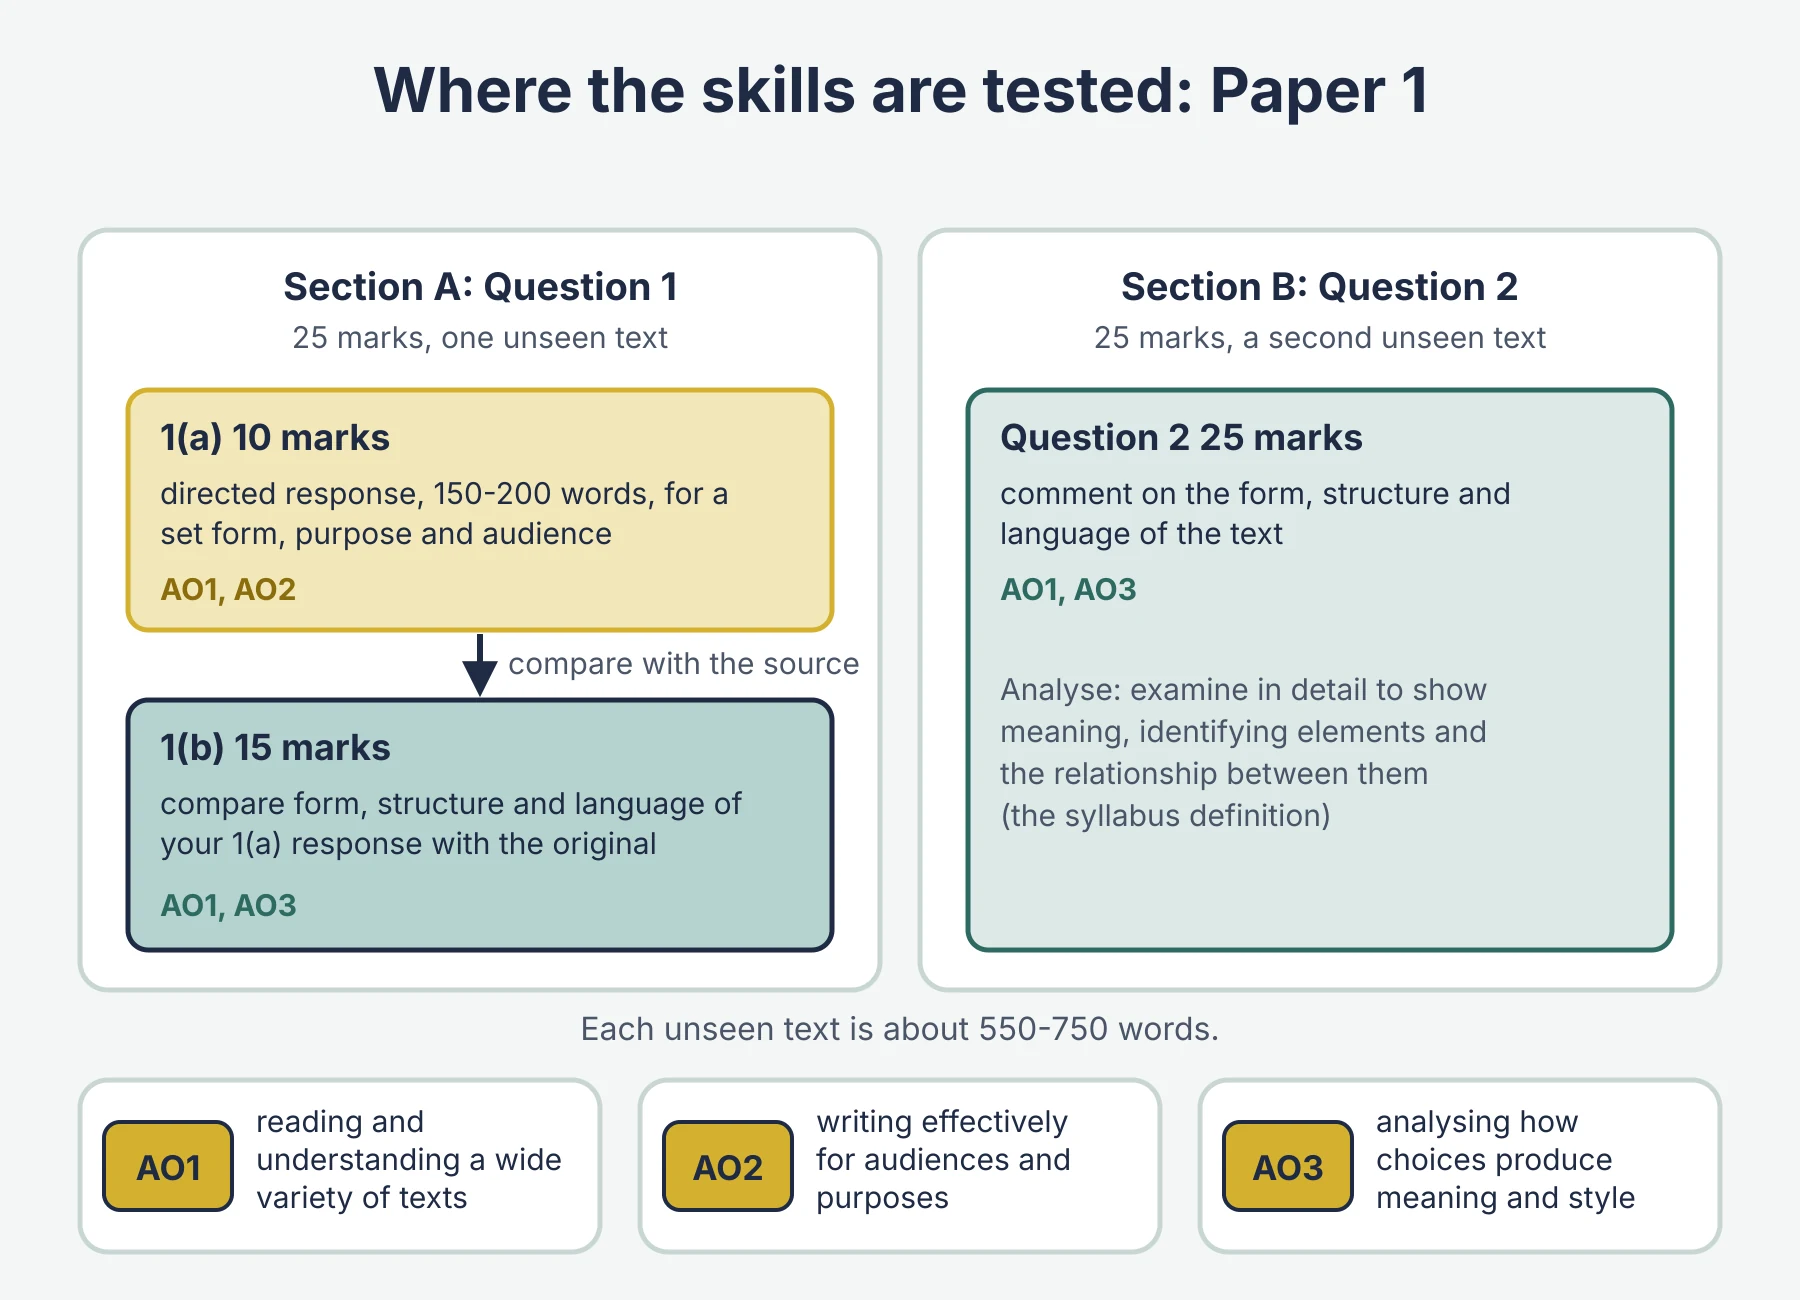 Where the skills are tested: Paper 1
Section A: Question 1
25 marks, one unseen text
1(a) 10 marks
directed response, 150-200 words, for a
set form, purpose and audience
AO1, AO2
compare with the source
1(b) 15 marks
compare form, structure and language of
your 1(a) response with the original
AO1, AO3
Section B: Question 2
25 marks, a second unseen text
Question 2 25 marks
comment on the form, structure and
language of the text
AO1, AO3
Analyse: examine in detail to show
meaning, identifying elements and
the relationship between them
(the syllabus definition)
Each unseen text is about 550-750 words.
AO1
reading and
understanding a wide
variety of texts
AO2
writing effectively
for audiences and
purposes
AO3
analysing how
choices produce
meaning and style